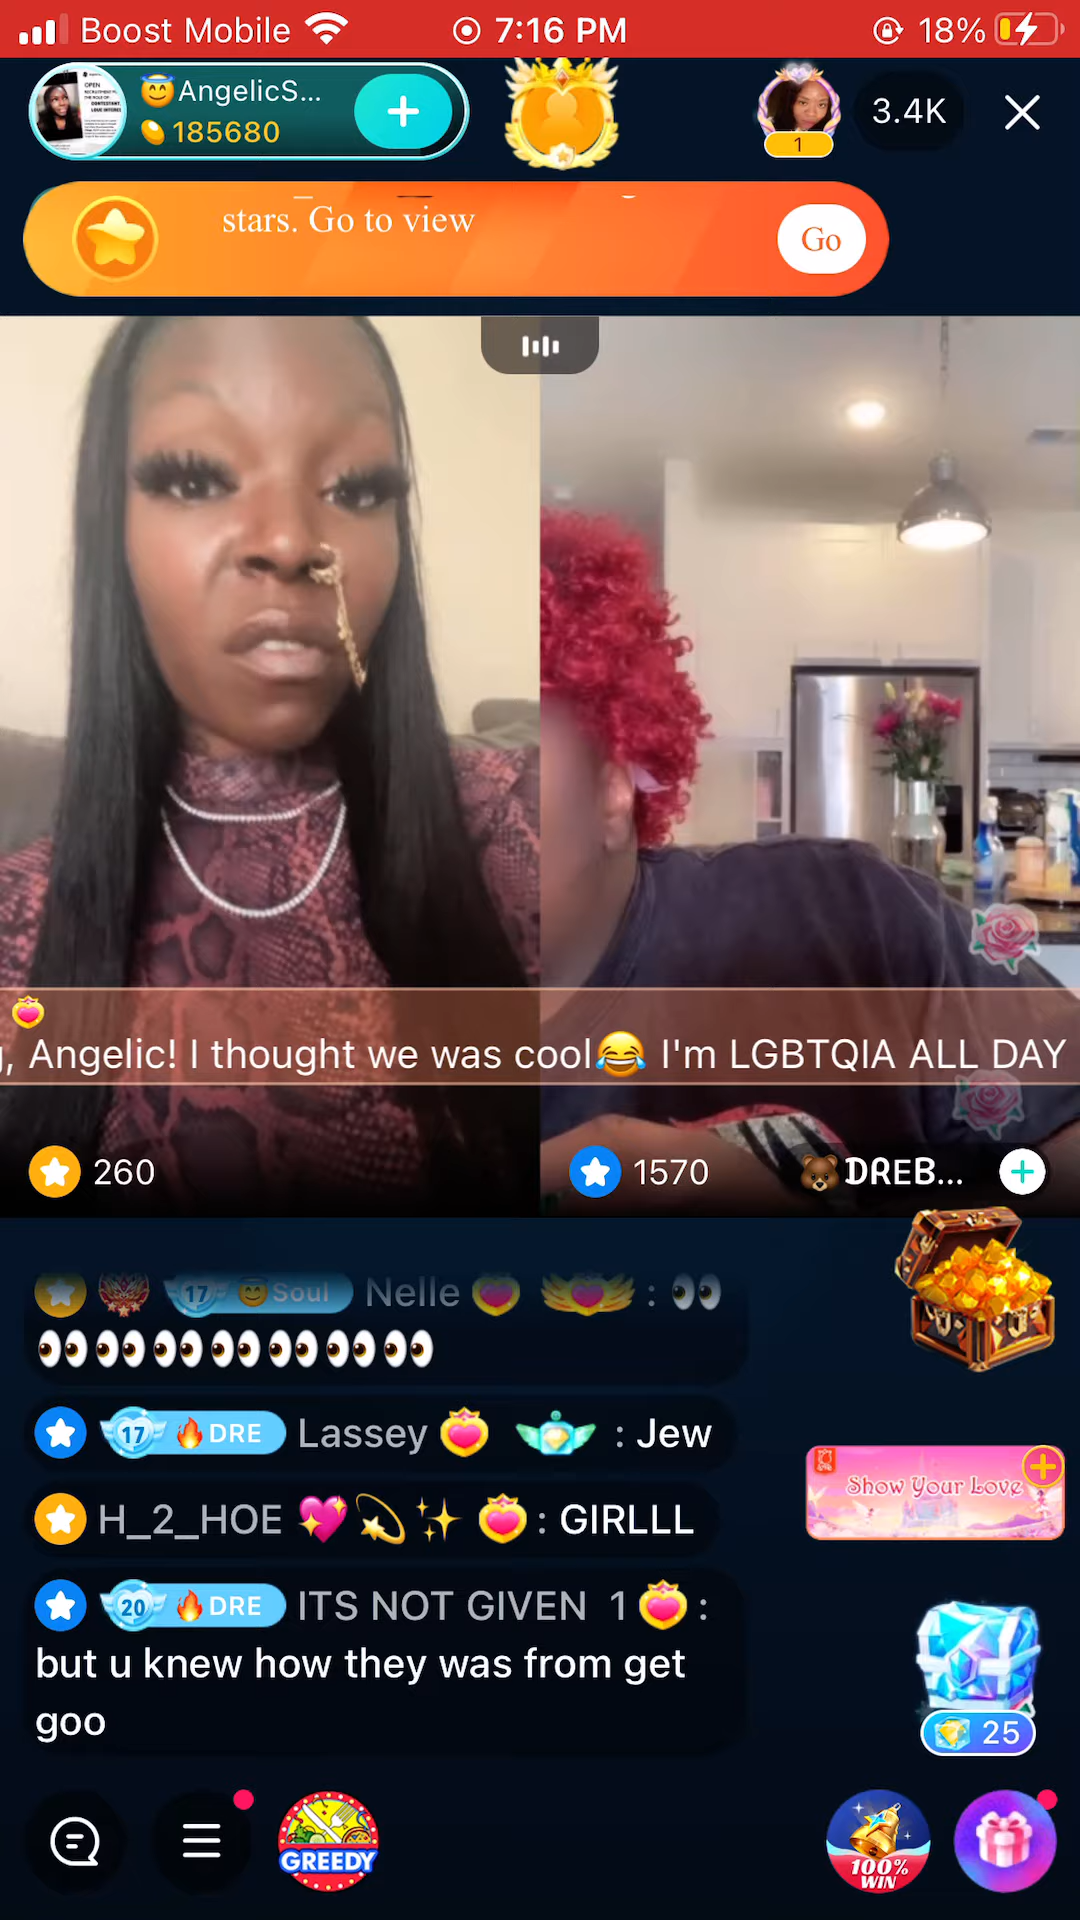 Boost Mobile 7:16 PM 18%
😇AngelicS...
185680
1
3.4K
stars. Go to view
Go
, Angelic! I thought we was cool😂 I'm LGBTQIA ALL DAY
260
1570
🐻DREB...
17 😇Soul Nelle : 👀
👀👀👀👀👀👀👀
17 🔥DRE Lassey : Jew
H_2_HOE 💖💫✨ : GIRLLL
20 🔥DRE ITS NOT GIVEN 1 :
but u knew how they was from get
goo
Show Your Love
25
GREEDY
100%
WIN